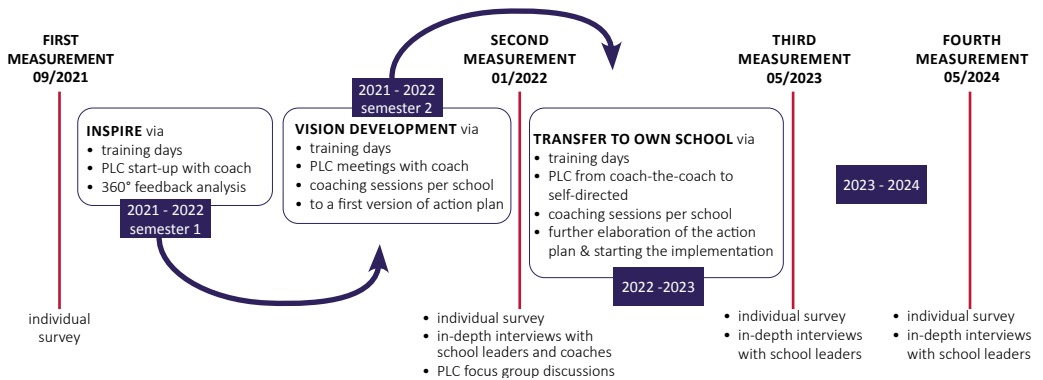 FIRST
MEASUREMENT
09/2021
SECOND
MEASUREMENT
01/2022
THIRD
MEASUREMENT
05/2023
FOURTH
MEASUREMENT
05/2024
INSPIRE via
• training days
• PLC start-up with coach
• 360° feedback analysis
2021 - 2022
semester 1
2021 - 2022
semester 2
VISION DEVELOPMENT via
• training days
• PLC meetings with coach
• coaching sessions per school
• to a first version of action plan
TRANSFER TO OWN SCHOOL via
• training days
• PLC from coach-the-coach to
self-directed
• coaching sessions per school
• further elaboration of the action
plan & starting the implementation
2022 -2023
2023 - 2024
individual
survey
• individual survey
• in-depth interviews with
school leaders and coaches
• PLC focus group discussions
• individual survey
• in-depth interviews
with school leaders
• individual survey
• in-depth interviews
with school leaders